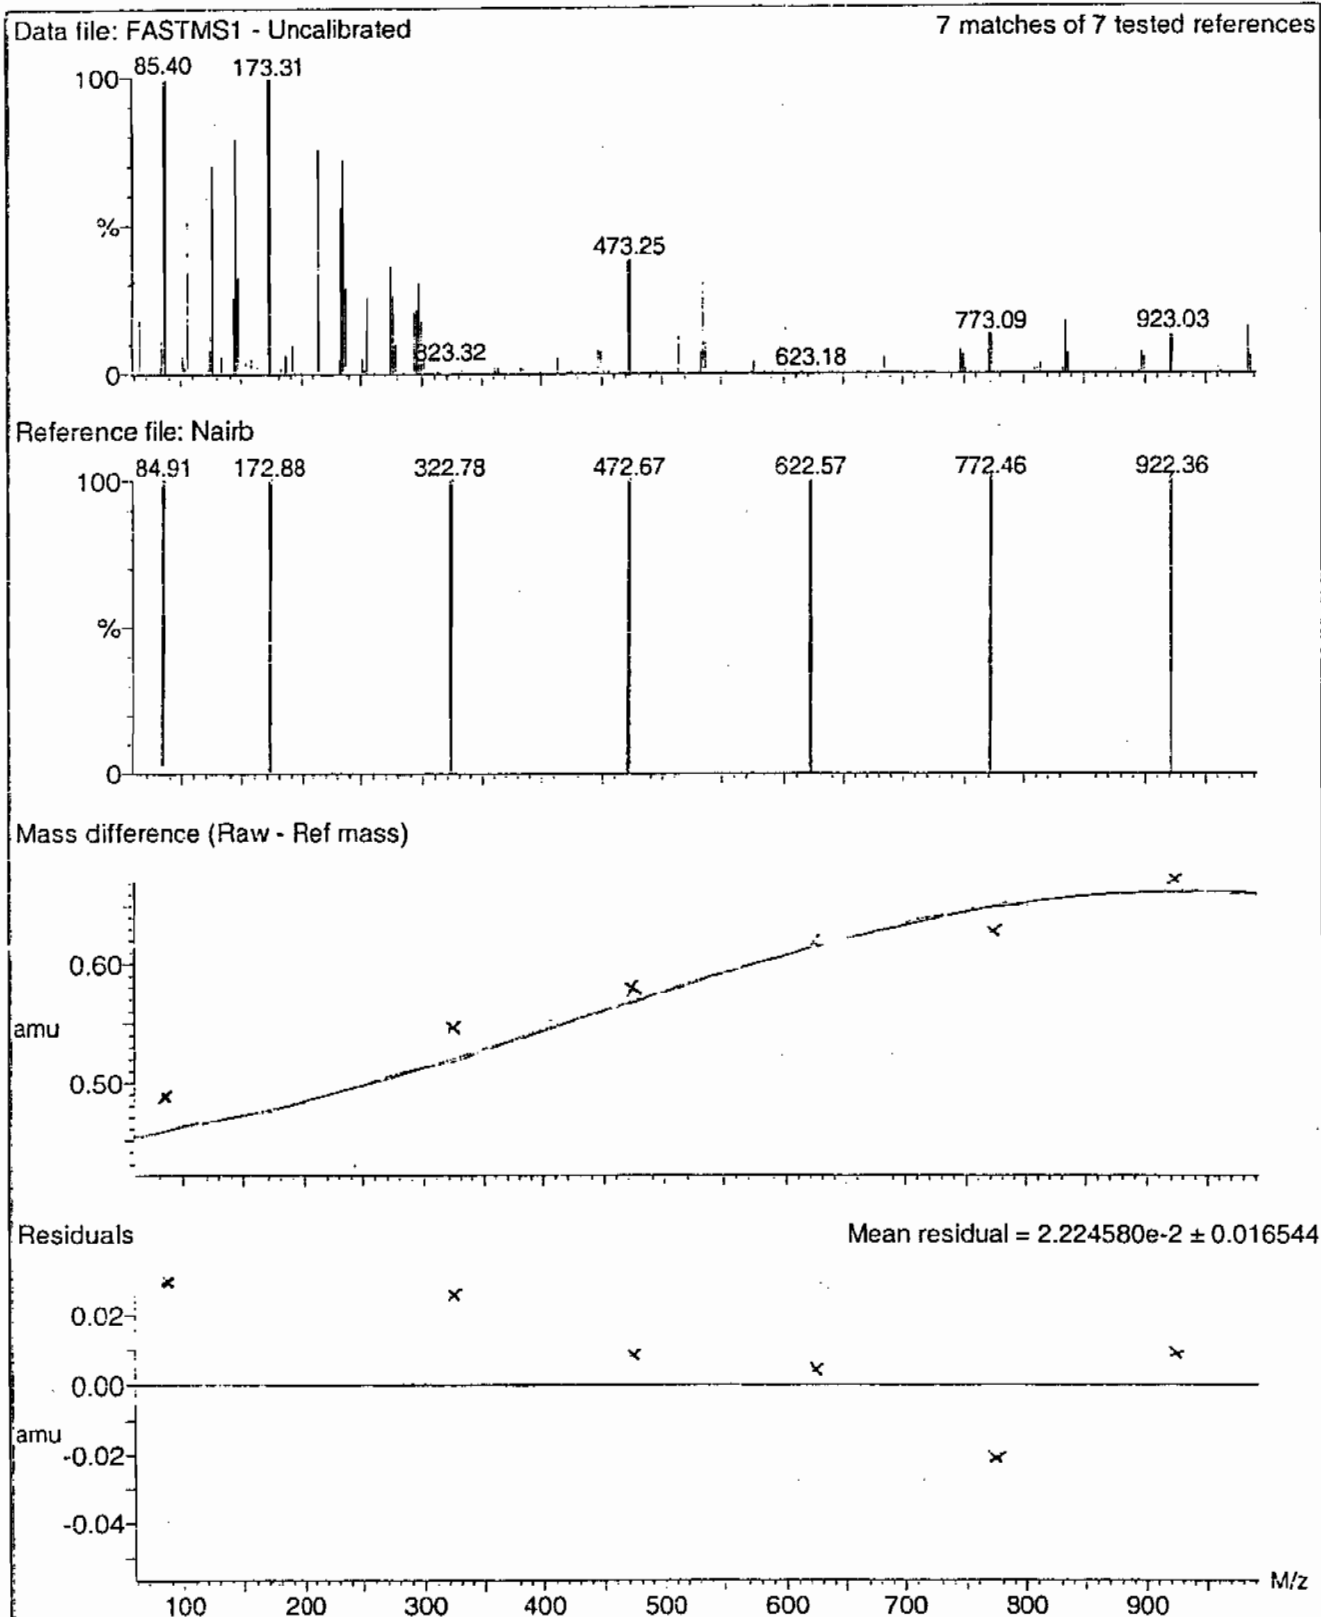 Data file: FASTMS1 - Uncalibrated 7 matches of 7 tested references
85.40 173.31
100
%
473.25
773.09 923.03
323.32 623.18
0
Reference file: Nairb
84.91 172.88 322.78 472.67 622.57 772.46 922.36
100
%
0
Mass difference (Raw - Ref mass)
0.60
amu
0.50
Residuals Mean residual = 2.224580e-2 ± 0.016544
0.02
0.00
amu
-0.02
-0.04
M/z
100 200 300 400 500 600 700 800 900